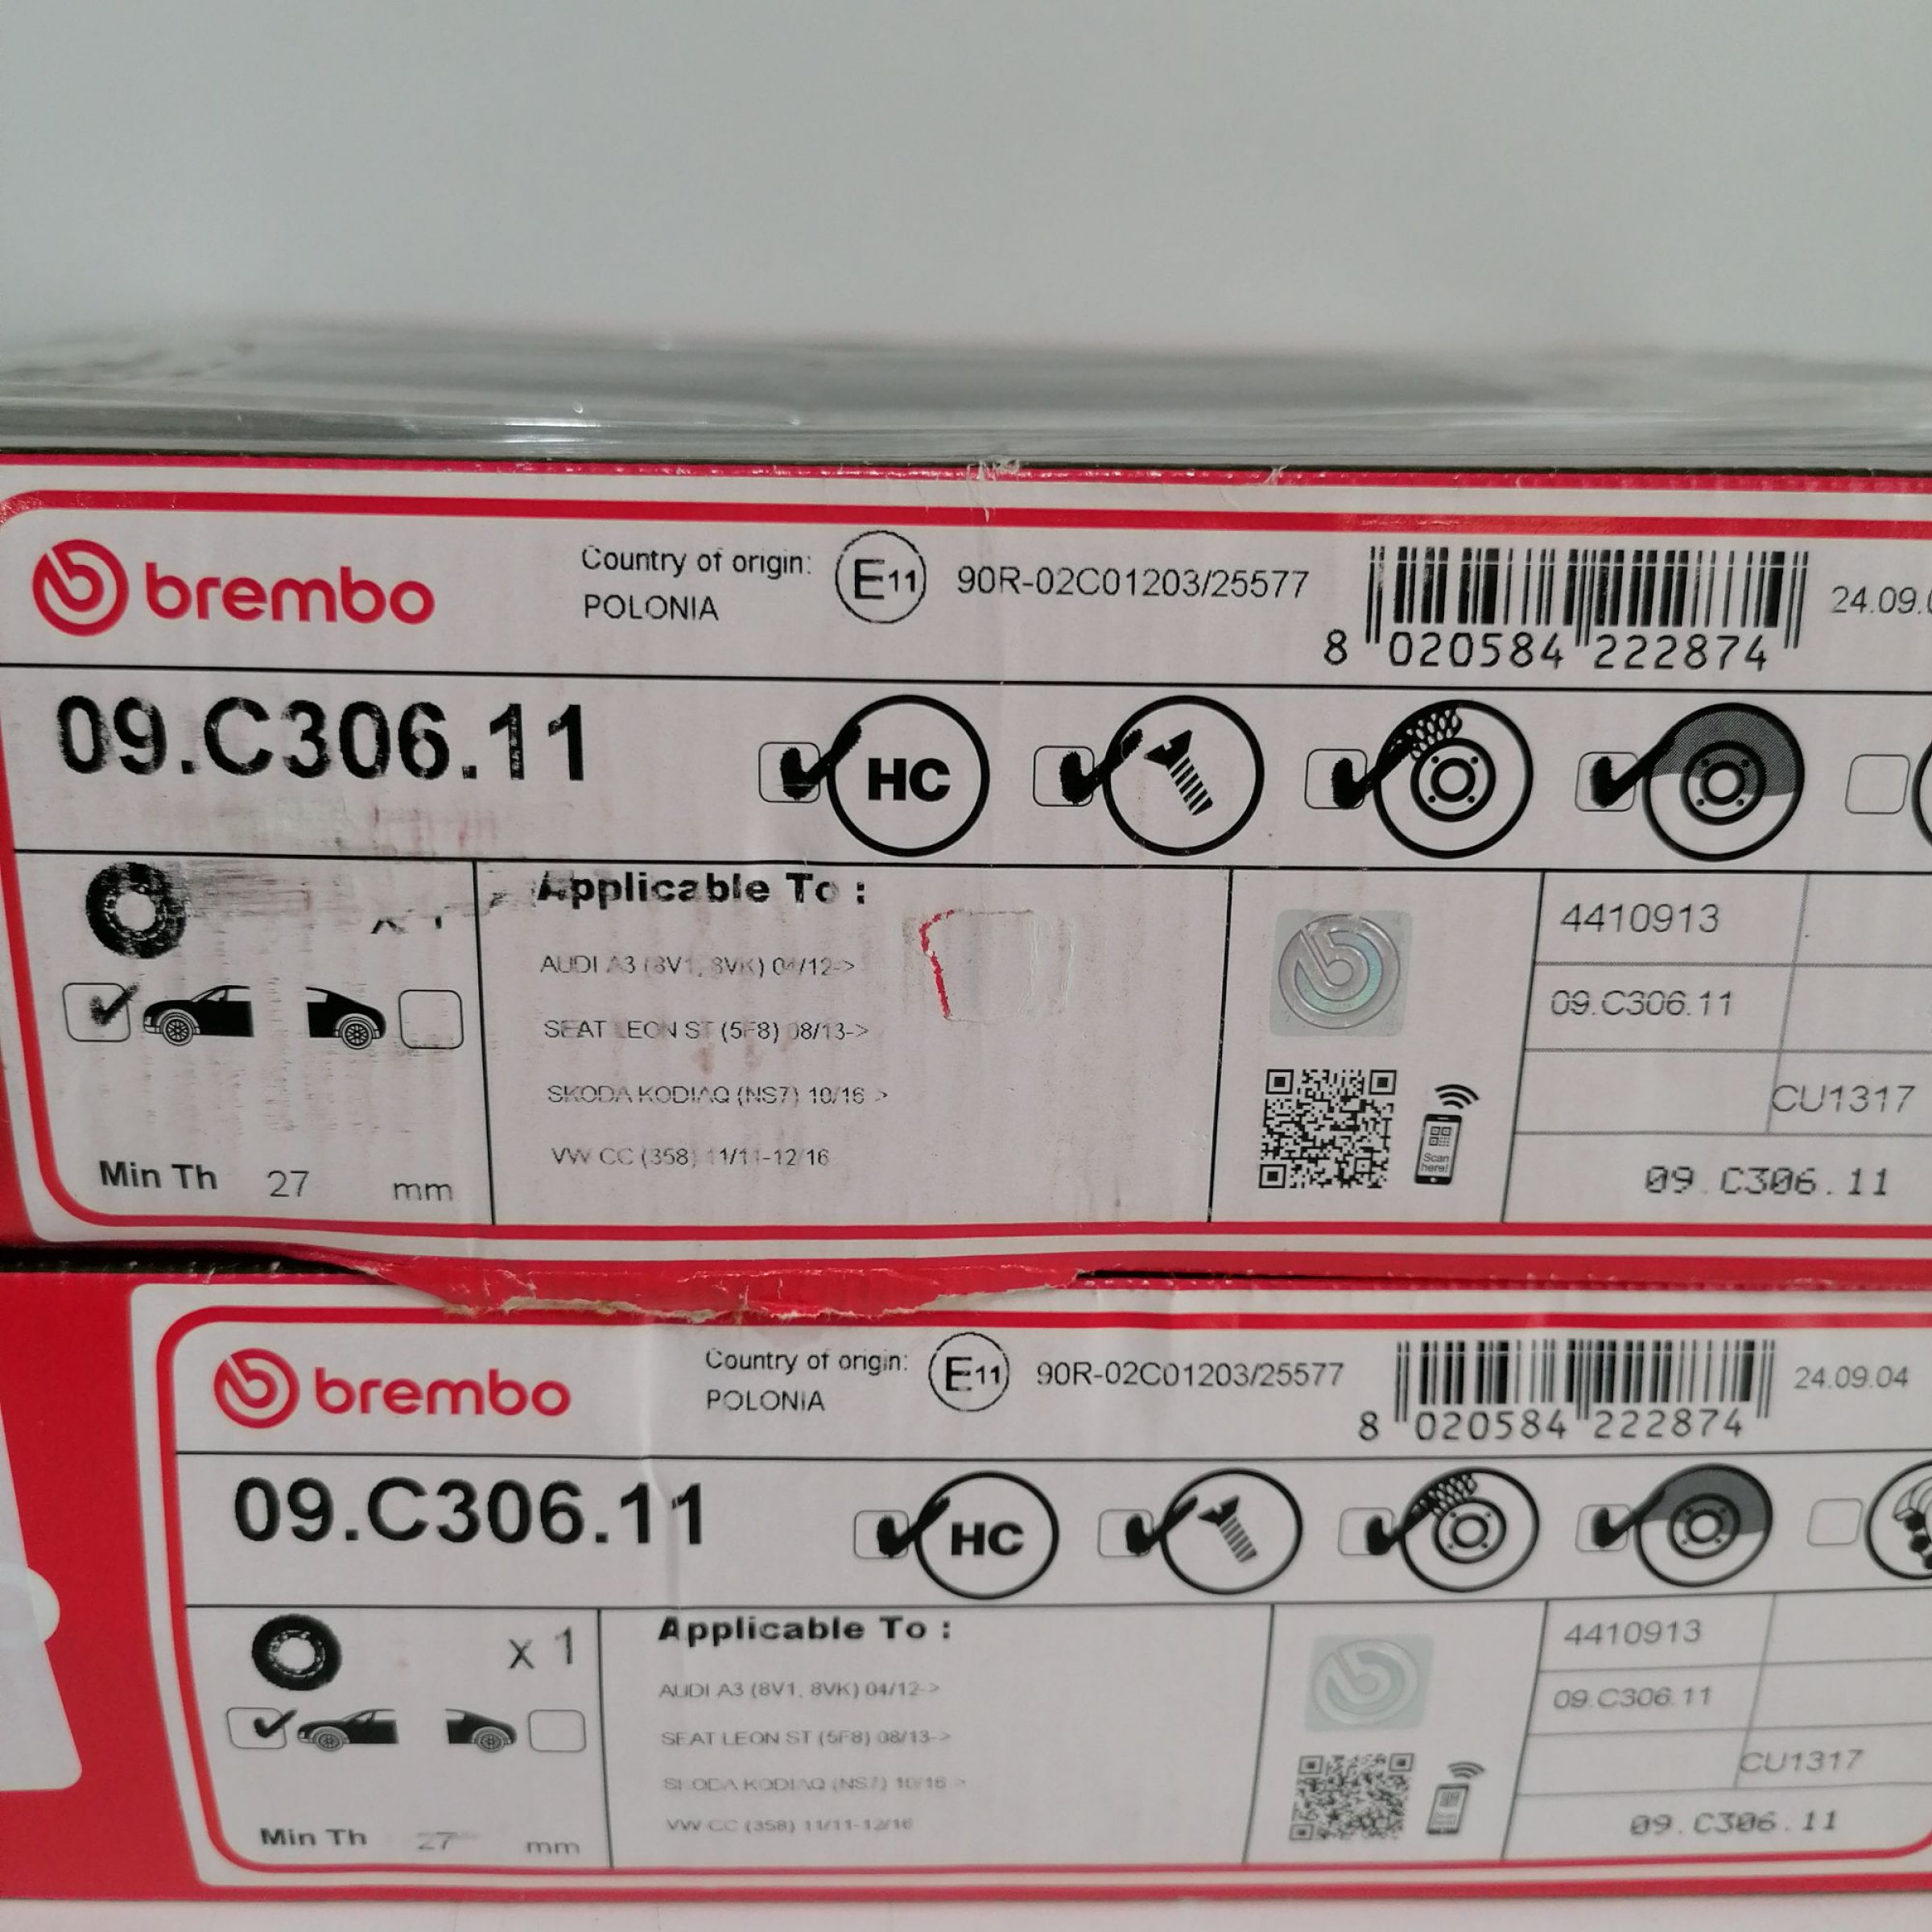 brembo
Country of origin:
POLONIA
E11
90R-02C01203/25577
8 020584 222874
24.09.
09.C306.11
HC
x 1
Applicable To :
AUDI A3 (8V1, 8VK) 04/12->
SEAT LEON ST (5F8) 08/13->
SKODA KODIAQ (NS7) 10/16 >
VW CC (358) 11/11-12/16
Min Th 27 mm
Scan
here!
4410913
09.C306.11
CU1317
09.C306.11
brembo
Country of origin:
POLONIA
E11
90R-02C01203/25577
8 020584 222874
24.09.04
09.C306.11
HC
x 1
Applicable To :
AUDI A3 (8V1, 8VK) 04/12->
SEAT LEON ST (5F8) 08/13->
SKODA KODIAQ (NS7) 10/16 >
VW CC (358) 11/11-12/16
Min Th 27 mm
4410913
09.C306.11
CU1317
09.C306.11